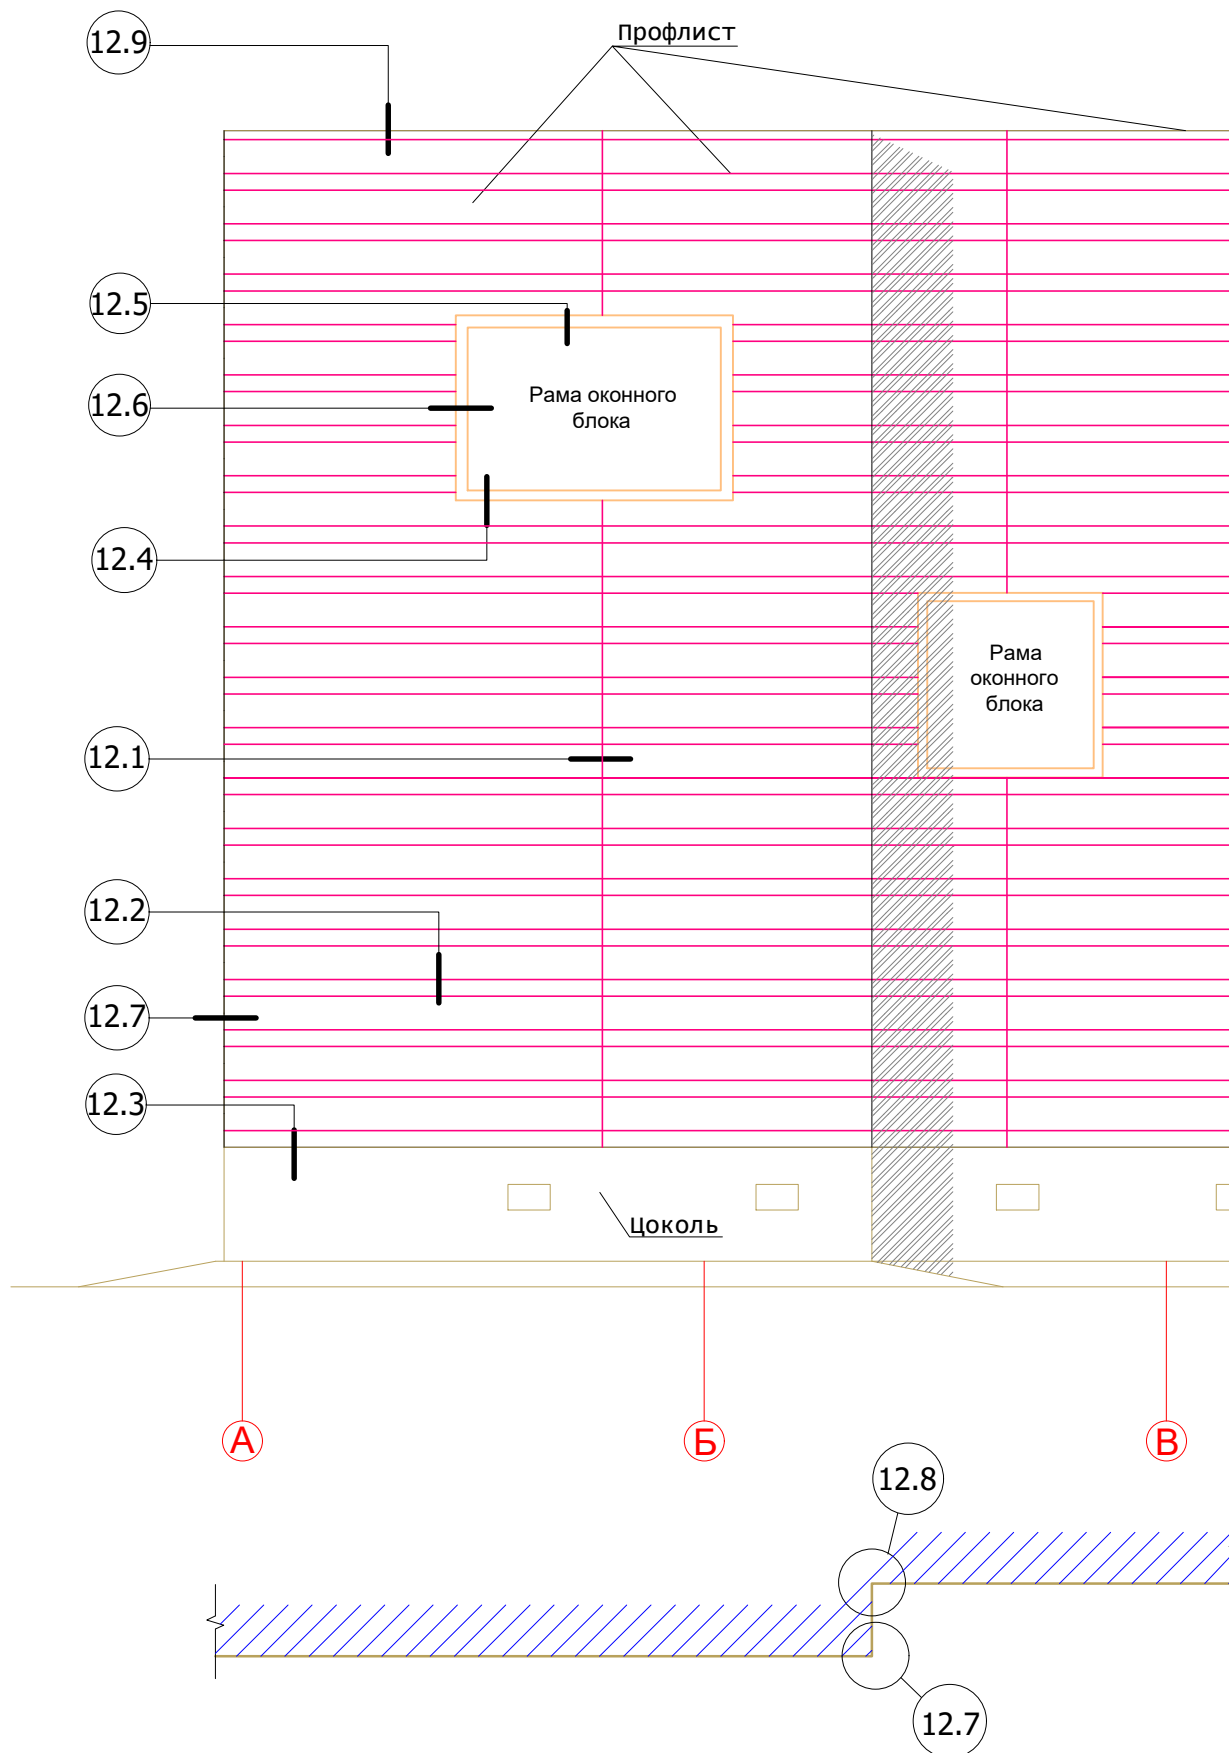 Профлист
12.9
12.5
12.6
Рама оконного
блока
12.4
Рама
оконного
блока
12.1
12.2
12.7
12.3
Цоколь
А
Б
В
12.8
12.7